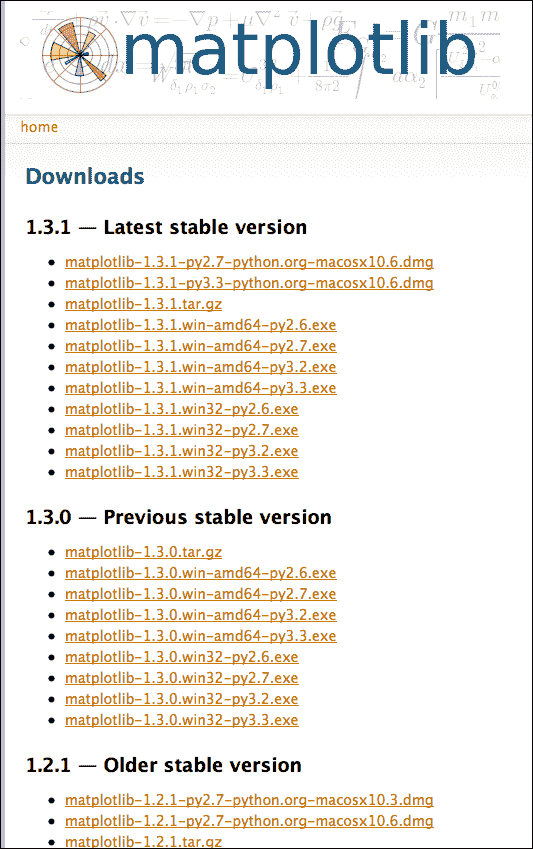 matplotlib
home
Downloads
1.3.1 — Latest stable version
matplotlib-1.3.1-py2.7-python.org-macosx10.6.dmg
matplotlib-1.3.1-py3.3-python.org-macosx10.6.dmg
matplotlib-1.3.1.tar.gz
matplotlib-1.3.1.win-amd64-py2.6.exe
matplotlib-1.3.1.win-amd64-py2.7.exe
matplotlib-1.3.1.win-amd64-py3.2.exe
matplotlib-1.3.1.win-amd64-py3.3.exe
matplotlib-1.3.1.win32-py2.6.exe
matplotlib-1.3.1.win32-py2.7.exe
matplotlib-1.3.1.win32-py3.2.exe
matplotlib-1.3.1.win32-py3.3.exe
1.3.0 — Previous stable version
matplotlib-1.3.0.tar.gz
matplotlib-1.3.0.win-amd64-py2.6.exe
matplotlib-1.3.0.win-amd64-py2.7.exe
matplotlib-1.3.0.win-amd64-py3.2.exe
matplotlib-1.3.0.win-amd64-py3.3.exe
matplotlib-1.3.0.win32-py2.6.exe
matplotlib-1.3.0.win32-py2.7.exe
matplotlib-1.3.0.win32-py3.2.exe
matplotlib-1.3.0.win32-py3.3.exe
1.2.1 — Older stable version
matplotlib-1.2.1-py2.7-python.org-macosx10.3.dmg
matplotlib-1.2.1-py2.7-python.org-macosx10.6.dmg
matplotlib-1.2.1.tar.gz